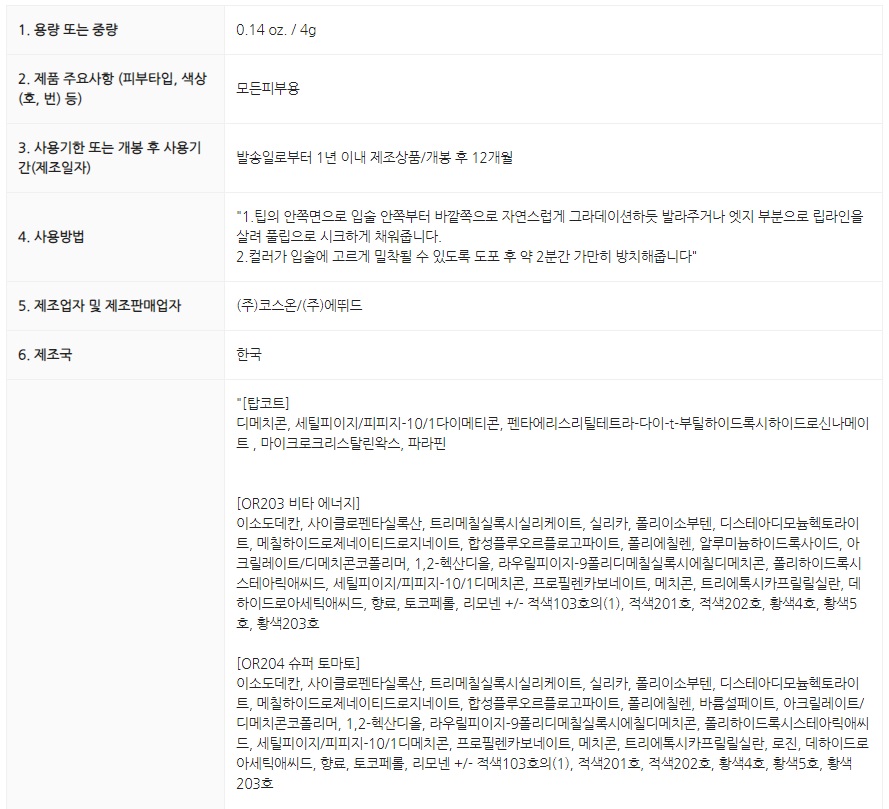 1. 용량 또는 중량
0.14 oz. / 4g
2. 제품 주요사항 (피부타입, 색상
(호, 번) 등)
모든피부용
3. 사용기한 또는 개봉 후 사용기
간(제조일자)
발송일로부터 1년 이내 제조상품/개봉 후 12개월
4. 사용방법
"1.팁의 안쪽면으로 입술 안쪽부터 바깥쪽으로 자연스럽게 그라데이션하듯 발라주거나 엣지 부분으로 립라인을
살려 풀립으로 시크하게 채워줍니다.
2.컬러가 입술에 고르게 밀착될 수 있도록 도포 후 약 2분간 가만히 방치해줍니다"
5. 제조업자 및 제조판매업자
(주)코스온/(주)에뛰드
6. 제조국
한국
"[탑코트]
디메치콘, 세틸피이지/피피지-10/1다이메티콘, 펜타에리스리틸테트라-다이-t-부틸하이드록시하이드로신나메이
트 , 마이크로크리스탈린왁스, 파라핀
[OR203 비타 에너지]
이소도데칸, 사이클로펜타실록산, 트리메칠실록시실리케이트, 실리카, 폴리이소부텐, 디스테아디모늄헥토라이
트, 메칠하이드로제네이티드로지네이트, 합성플루오르플로고파이트, 폴리에칠렌, 알루미늄하이드록사이드, 아
크릴레이트/디메치콘코폴리머, 1,2-헥산디올, 라우릴피이지-9폴리디메칠실록시에칠디메치콘, 폴리하이드록시
스테아릭애씨드, 세틸피이지/피피지-10/1디메치콘, 프로필렌카보네이트, 메치콘, 트리에톡시카프릴릴실란, 데
하이드로아세틱애씨드, 향료, 토코페롤, 리모넨 +/- 적색103호의(1), 적색201호, 적색202호, 황색4호, 황색5
호, 황색203호
[OR204 슈퍼 토마토]
이소도데칸, 사이클로펜타실록산, 트리메칠실록시실리케이트, 실리카, 폴리이소부텐, 디스테아디모늄헥토라이
트, 메칠하이드로제네이티드로지네이트, 합성플루오르플로고파이트, 폴리에칠렌, 바륨설페이트, 아크릴레이트/
디메치콘코폴리머, 1,2-헥산디올, 라우릴피이지-9폴리디메칠실록시에칠디메치콘, 폴리하이드록시스테아릭애씨
드, 세틸피이지/피피지-10/1디메치콘, 프로필렌카보네이트, 메치콘, 트리에톡시카프릴릴실란, 로진, 데하이드로
아세틱애씨드, 향료, 토코페롤, 리모넨 +/- 적색103호의(1), 적색201호, 적색202호, 황색4호, 황색5호, 황색
203호